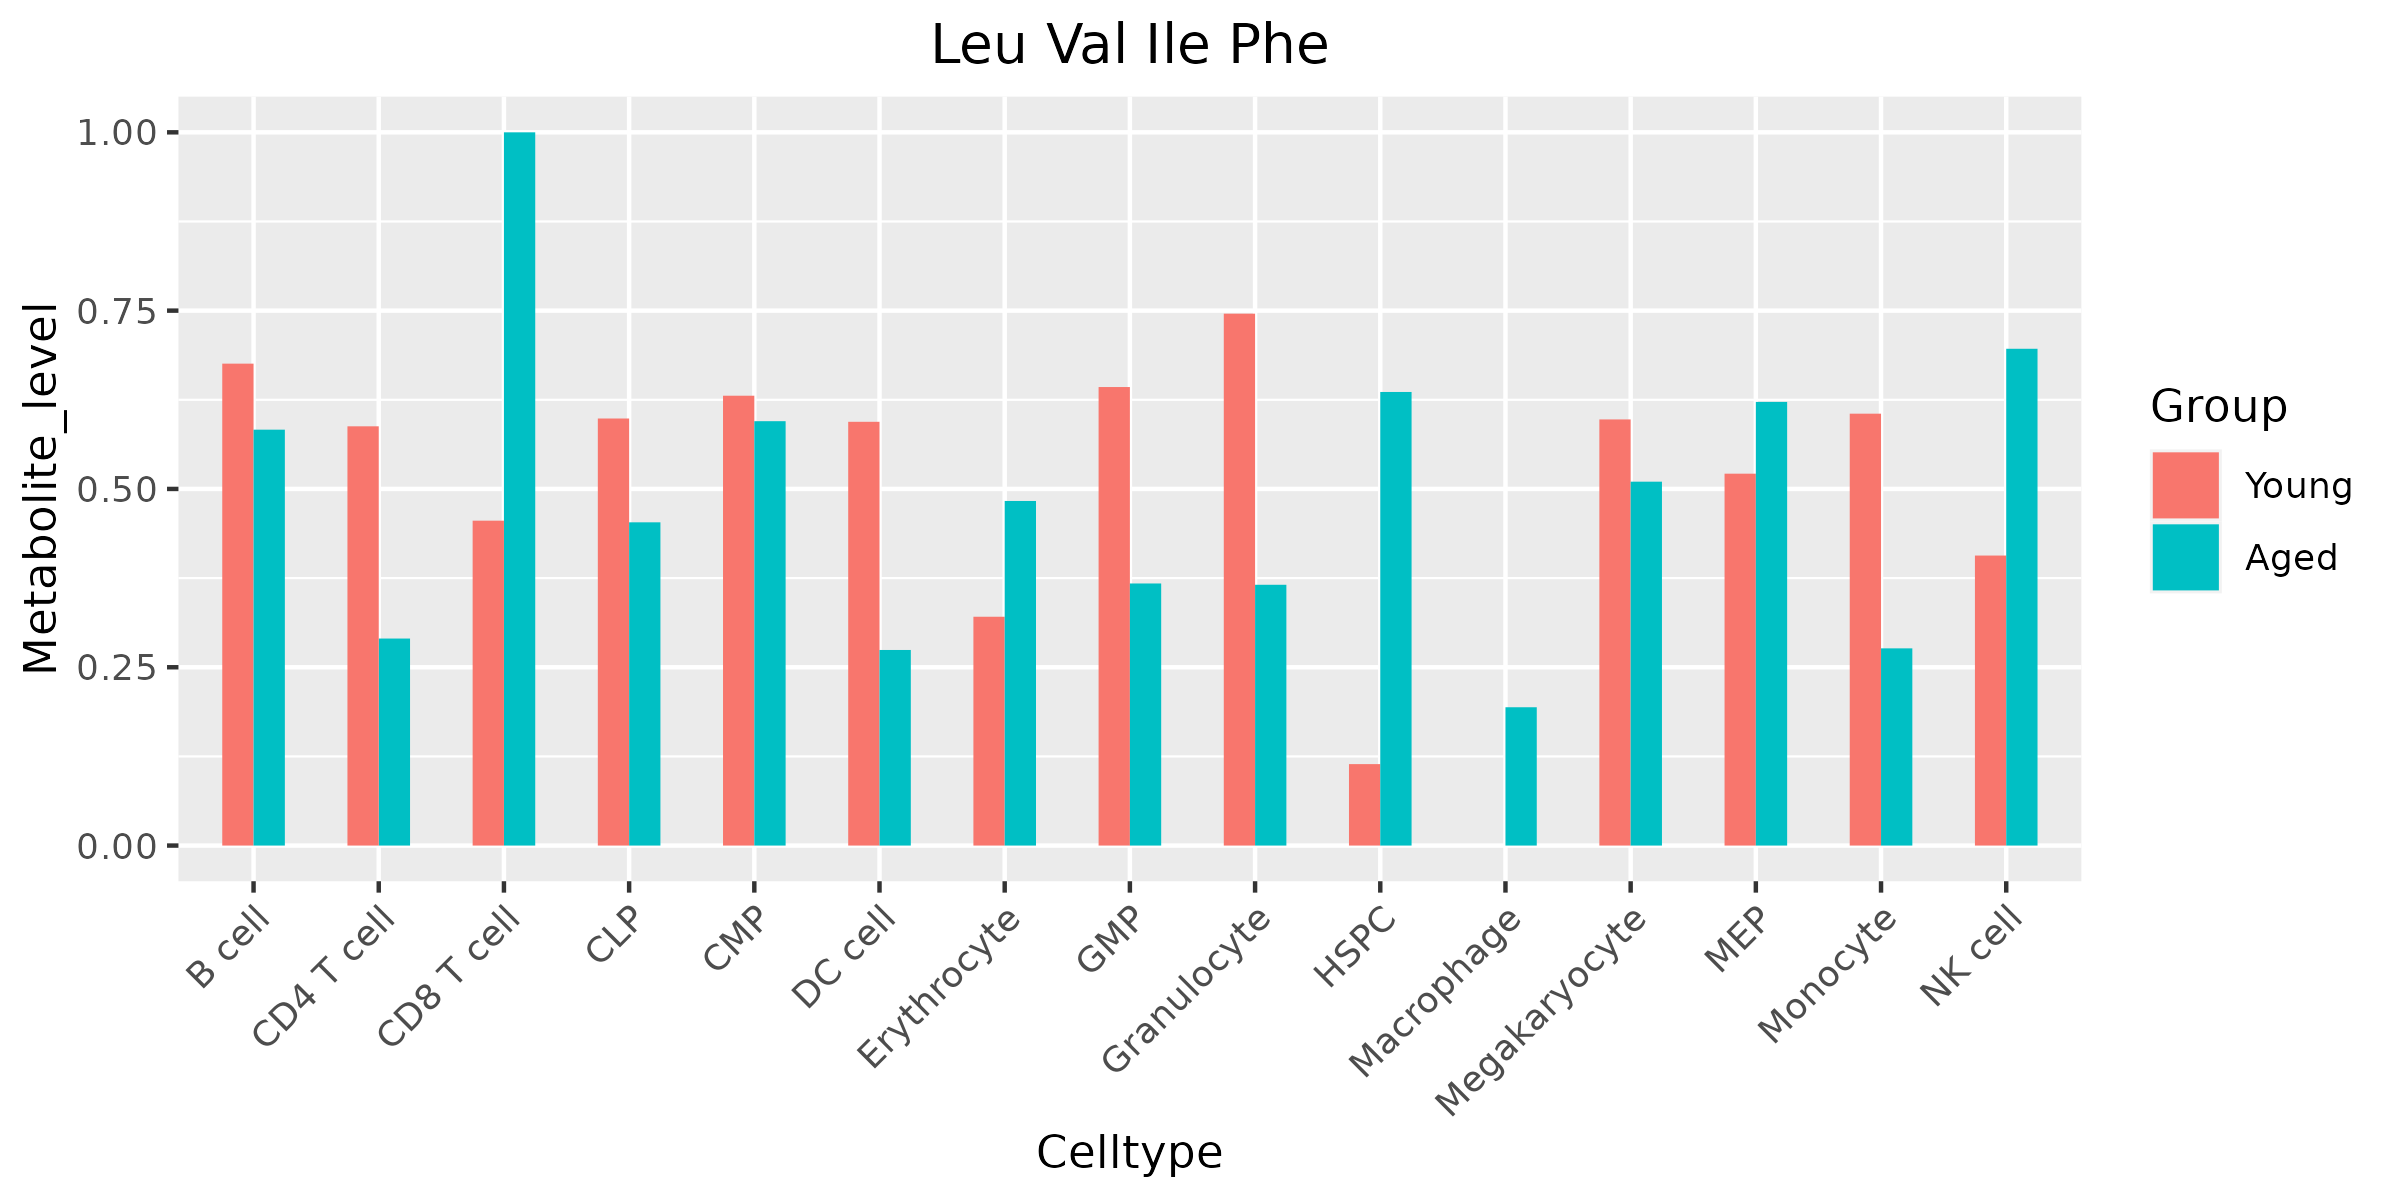 Leu Val Ile Phe
Metabolite_level
1.00
0.75
0.50
0.25
0.00
B cell
CD4 T cell
CD8 T cell
CLP
CMP
DC cell
Erythrocyte
GMP
Granulocyte
HSPC
Macrophage
Megakaryocyte
MEP
Monocyte
NK cell
Celltype
Group
Young
Aged